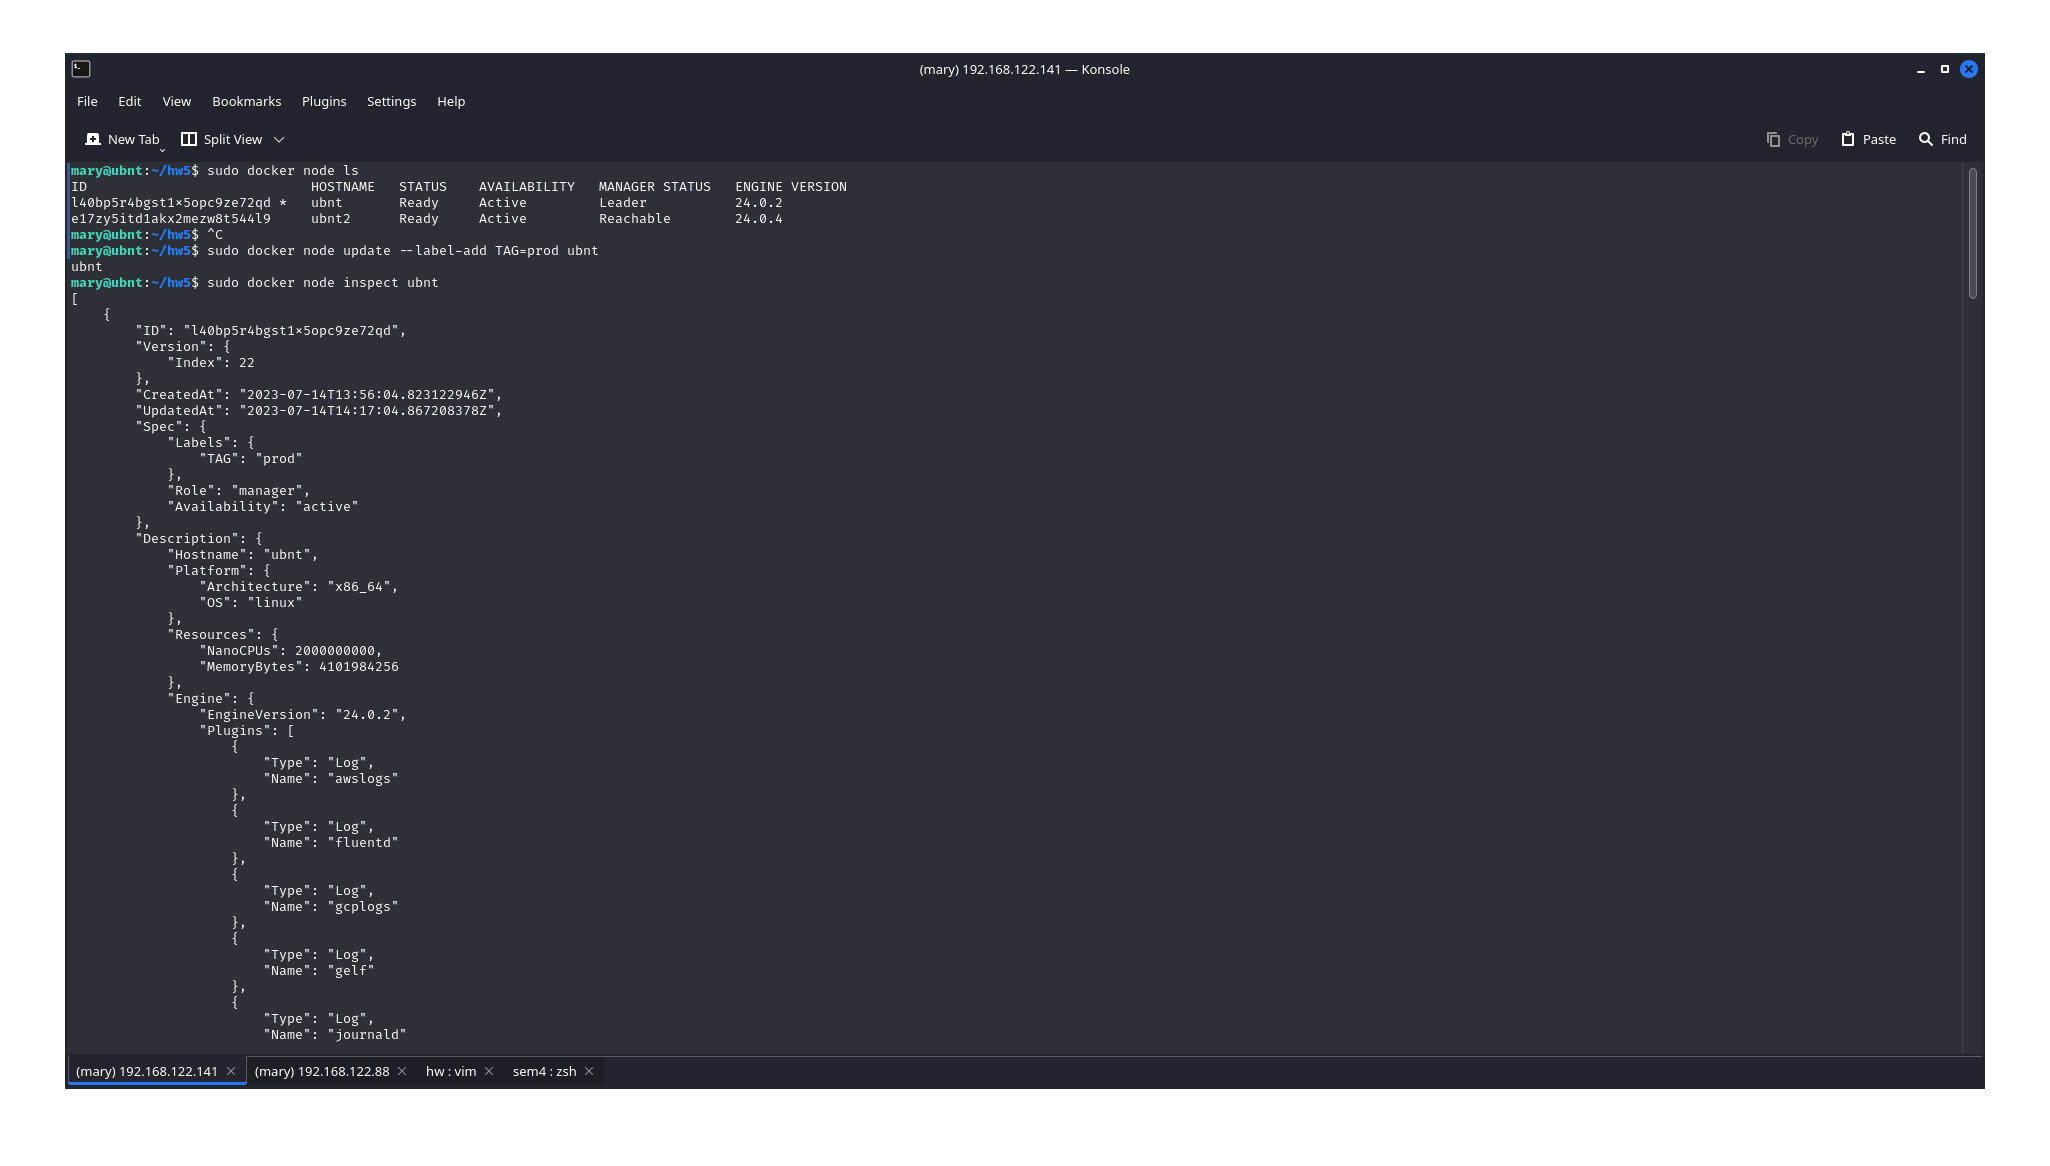 (mary) 192.168.122.141 — Konsole
File Edit View Bookmarks Plugins Settings Help
New Tab Split View Copy Paste Find
mary@ubnt:~/hw5$ sudo docker node ls
ID                            HOSTNAME   STATUS    AVAILABILITY   MANAGER STATUS   ENGINE VERSION
l40bp5r4bgst1×5opc9ze72qd *   ubnt       Ready     Active         Leader           24.0.2
e17zy5itd1akx2mezw8t544l9     ubnt2      Ready     Active         Reachable        24.0.4
mary@ubnt:~/hw5$ ^C
mary@ubnt:~/hw5$ sudo docker node update --label-add TAG=prod ubnt
ubnt
mary@ubnt:~/hw5$ sudo docker node inspect ubnt
[
    {
        "ID": "l40bp5r4bgst1×5opc9ze72qd",
        "Version": {
            "Index": 22
        },
        "CreatedAt": "2023-07-14T13:56:04.823122946Z",
        "UpdatedAt": "2023-07-14T14:17:04.867208378Z",
        "Spec": {
            "Labels": {
                "TAG": "prod"
            },
            "Role": "manager",
            "Availability": "active"
        },
        "Description": {
            "Hostname": "ubnt",
            "Platform": {
                "Architecture": "x86_64",
                "OS": "linux"
            },
            "Resources": {
                "NanoCPUs": 2000000000,
                "MemoryBytes": 4101984256
            },
            "Engine": {
                "EngineVersion": "24.0.2",
                "Plugins": [
                    {
                        "Type": "Log",
                        "Name": "awslogs"
                    },
                    {
                        "Type": "Log",
                        "Name": "fluentd"
                    },
                    {
                        "Type": "Log",
                        "Name": "gcplogs"
                    },
                    {
                        "Type": "Log",
                        "Name": "gelf"
                    },
                    {
                        "Type": "Log",
                        "Name": "journald"
(mary) 192.168.122.141 (mary) 192.168.122.88 hw : vim sem4 : zsh